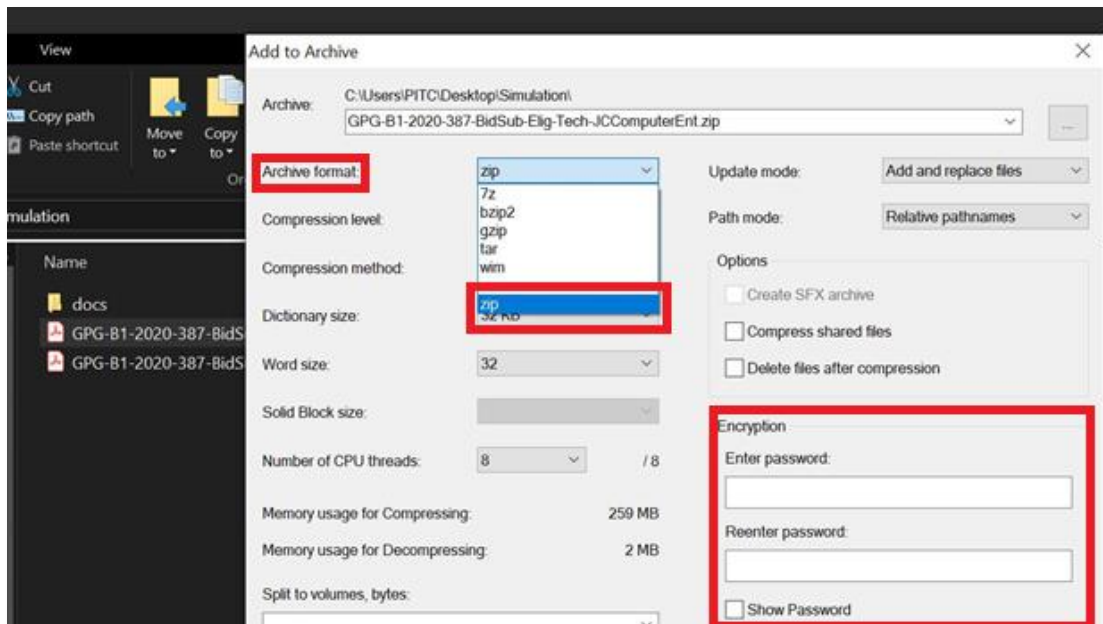 View
Cut
Copy path
Paste shortcut
Move to
Copy to
Or
mulation
Name
docs
GPG-B1-2020-387-BidS
GPG-B1-2020-387-BidS
Add to Archive
Archive:
C:\Users\PITC\Desktop\Simulation\
GPG-B1-2020-387-BidSub-Elig-Tech-JCComputerEnt.zip
...
Archive format:
zip
7z
bzip2
gzip
tar
wim
zip
Compression level:
Compression method:
Dictionary size:
32 KB
Word size:
32
Solid Block size:
Number of CPU threads:
8
/ 8
Memory usage for Compressing:
259 MB
Memory usage for Decompressing:
2 MB
Split to volumes, bytes:
Update mode:
Add and replace files
Path mode:
Relative pathnames
Options
Create SFX archive
Compress shared files
Delete files after compression
Encryption
Enter password:
Reenter password:
Show Password